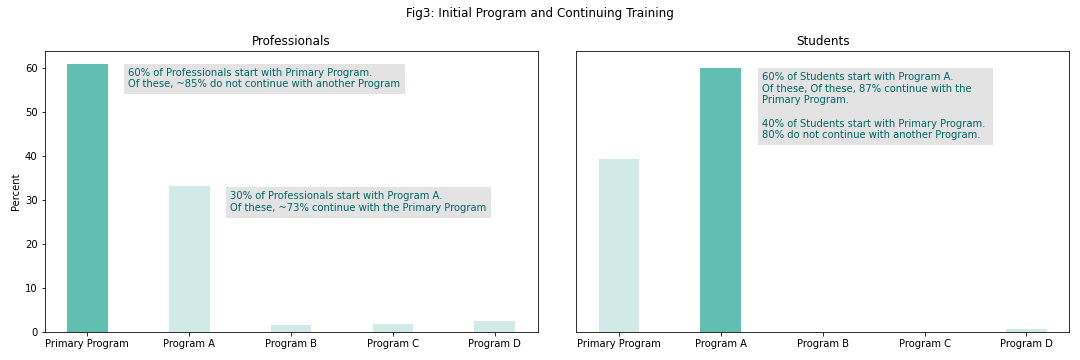 Fig3: Initial Program and Continuing Training
Professionals
Percent
60
50
40
30
20
10
0
60% of Professionals start with Primary Program.
Of these, ~85% do not continue with another Program
30% of Professionals start with Program A.
Of these, ~73% continue with the Primary Program
Primary Program
Program A
Program B
Program C
Program D
Students
60% of Students start with Program A.
Of these, Of these, 87% continue with the
Primary Program.
40% of Students start with Primary Program.
80% do not continue with another Program.
Primary Program
Program A
Program B
Program C
Program D